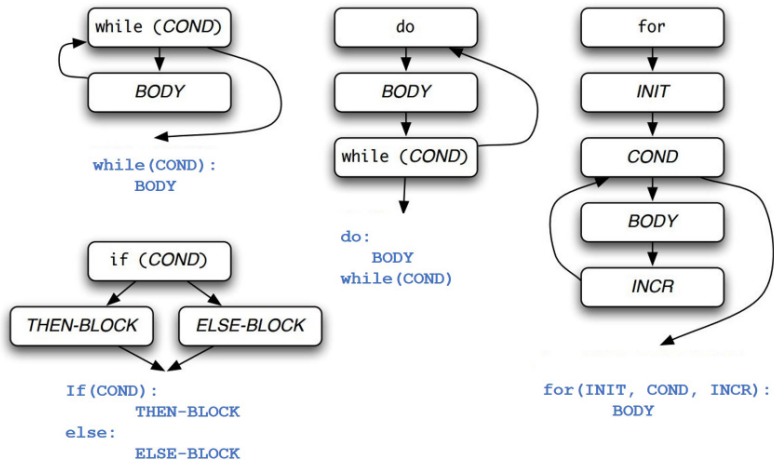 while (COND)
BODY
while(COND):
BODY
do
BODY
while (COND)
do:
BODY
while(COND)
for
INIT
COND
BODY
INCR
for(INIT, COND, INCR):
BODY
if (COND)
THEN-BLOCK
ELSE-BLOCK
If(COND):
THEN-BLOCK
else:
ELSE-BLOCK